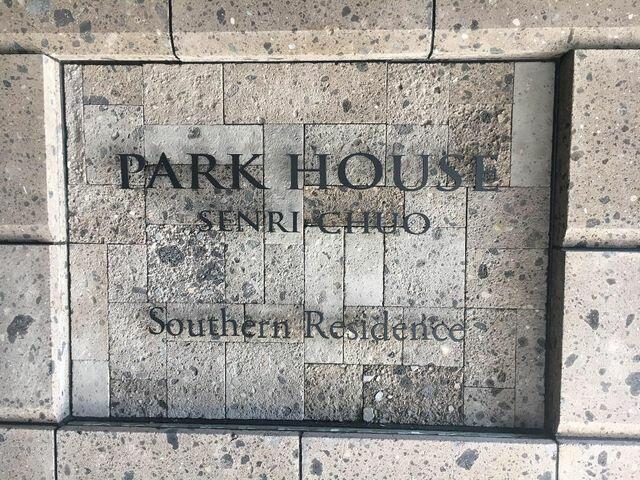 PARK HOUSE
SENRI-CHUO
Southern Residence